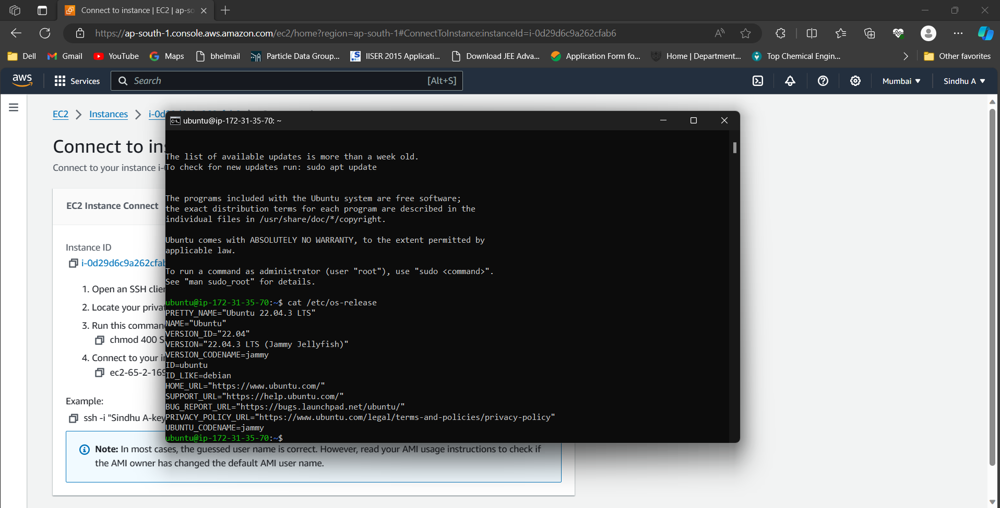 Connect to instance | EC2 | ap-so
https://ap-south-1.console.aws.amazon.com/ec2/home?region=ap-south-1#ConnectToInstance:instanceId=i-0d29d6c9a262cfab6
Dell Gmail YouTube Maps bhelmail Particle Data Group... IISER 2015 Applicati... Download JEE Adva... Application Form fo... Home | Department... Top Chemical Engin... Other favorites
aws Services Search [Alt+S] Mumbai Sindhu A
EC2 Instances i-0d
ubuntu@ip-172-31-35-70: ~
Connect to in
Connect to your instance i-
EC2 Instance Connect
Instance ID
i-0d29d6c9a262cfab
1. Open an SSH clien
2. Locate your priva
3. Run this comman
chmod 400 S
4. Connect to your i
ec2-65-2-169
Example:
ssh -i "Sindhu A-key
The list of available updates is more than a week old.
To check for new updates run: sudo apt update
The programs included with the Ubuntu system are free software;
the exact distribution terms for each program are described in the
individual files in /usr/share/doc/*/copyright.
Ubuntu comes with ABSOLUTELY NO WARRANTY, to the extent permitted by
applicable law.
To run a command as administrator (user "root"), use "sudo <command>".
See "man sudo_root" for details.
ubuntu@ip-172-31-35-70:~$ cat /etc/os-release
PRETTY_NAME="Ubuntu 22.04.3 LTS"
NAME="Ubuntu"
VERSION_ID="22.04"
VERSION="22.04.3 LTS (Jammy Jellyfish)"
VERSION_CODENAME=jammy
ID=ubuntu
ID_LIKE=debian
HOME_URL="https://www.ubuntu.com/"
SUPPORT_URL="https://help.ubuntu.com/"
BUG_REPORT_URL="https://bugs.launchpad.net/ubuntu/"
PRIVACY_POLICY_URL="https://www.ubuntu.com/legal/terms-and-policies/privacy-policy"
UBUNTU_CODENAME=jammy
ubuntu@ip-172-31-35-70:~$
Note: In most cases, the guessed user name is correct. However, read your AMI usage instructions to check if
the AMI owner has changed the default AMI user name.